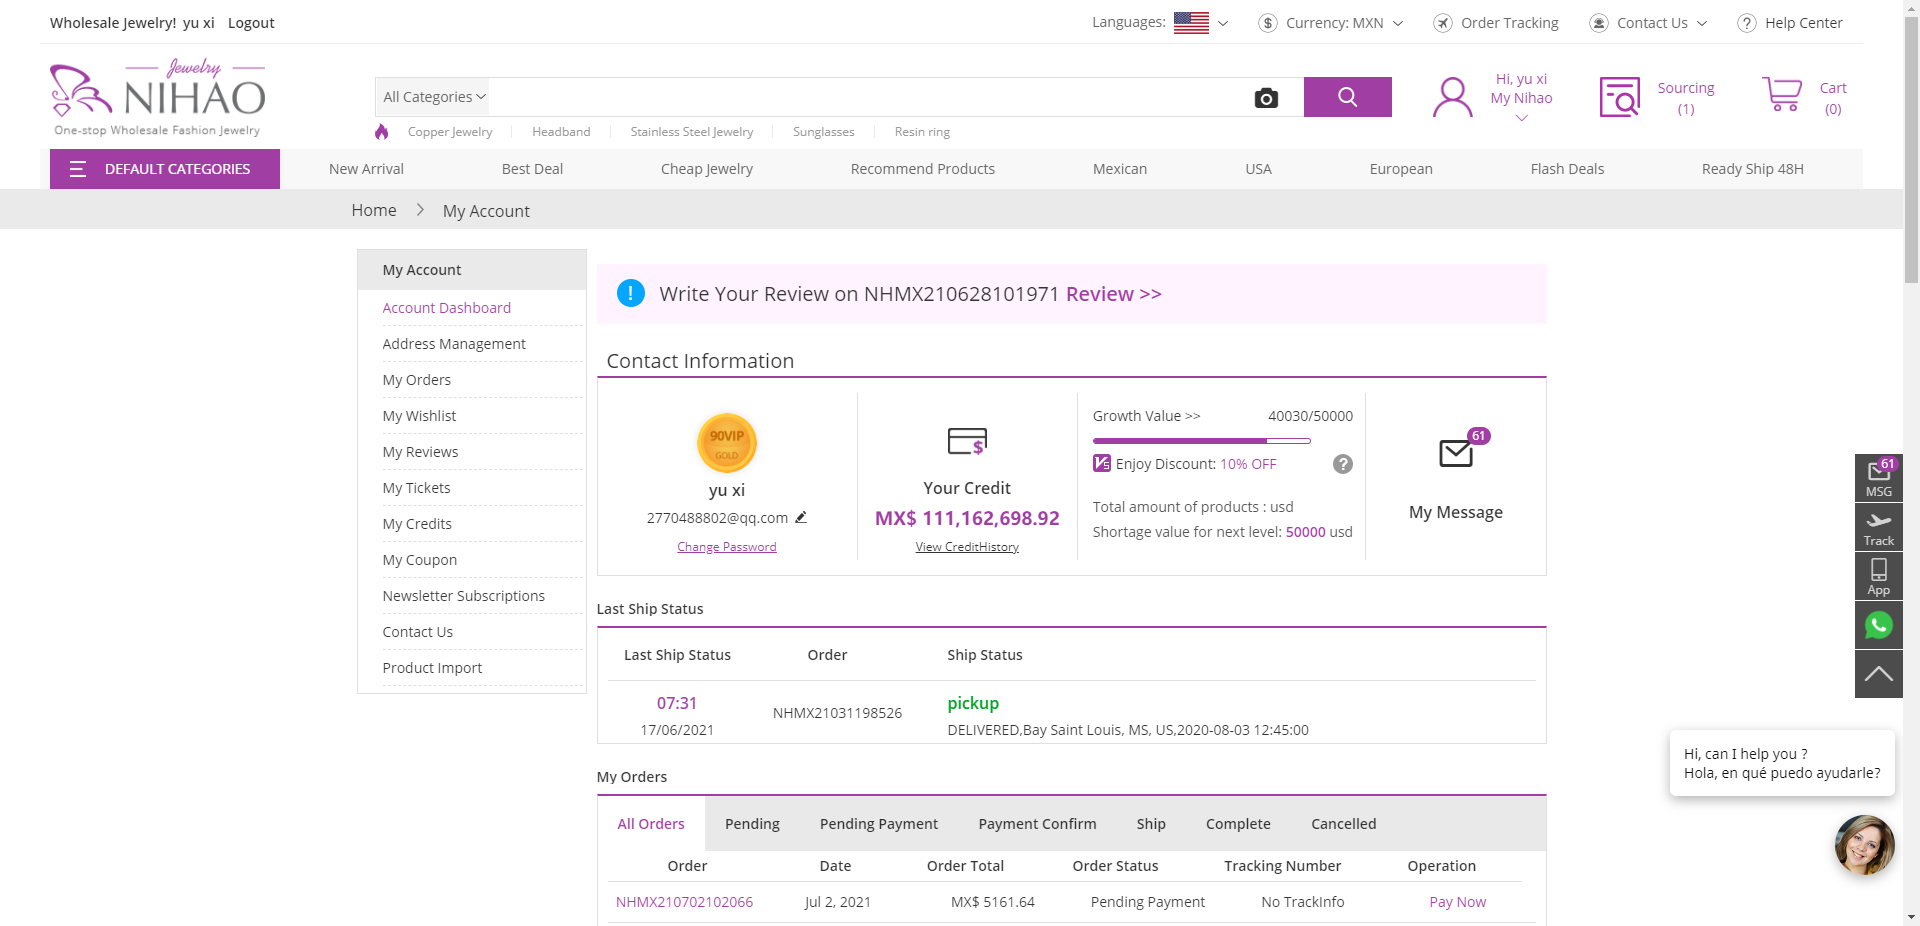 Wholesale Jewelry! yu xi Logout
Languages:
$ Currency: MXN
Order Tracking
Contact Us
? Help Center
Jewelry
NIHAO
One-stop Wholesale Fashion Jewelry
All Categories
Hi, yu xi
My Nihao
Sourcing
(1)
Cart
(0)
Copper Jewelry
Headband
Stainless Steel Jewelry
Sunglasses
Resin ring
DEFAULT CATEGORIES
New Arrival
Best Deal
Cheap Jewelry
Recommend Products
Mexican
USA
European
Flash Deals
Ready Ship 48H
Home
My Account
My Account
Account Dashboard
Address Management
My Orders
My Wishlist
My Reviews
My Tickets
My Credits
My Coupon
Newsletter Subscriptions
Contact Us
Product Import
! Write Your Review on NHMX210628101971 Review >>
Contact Information
90VIP
GOLD
yu xi
2770488802@qq.com
Change Password
$
Your Credit
MX$ 111,162,698.92
View CreditHistory
Growth Value >> 40030/50000
VS Enjoy Discount: 10% OFF ?
Total amount of products : usd
Shortage value for next level: 50000 usd
61
My Message
Last Ship Status
Last Ship Status Order Ship Status
07:31
17/06/2021
NHMX21031198526
pickup
DELIVERED,Bay Saint Louis, MS, US,2020-08-03 12:45:00
My Orders
All Orders Pending Pending Payment Payment Confirm Ship Complete Cancelled
Order Date Order Total Order Status Tracking Number Operation
NHMX210702102066 Jul 2, 2021 MX$ 5161.64 Pending Payment No TrackInfo Pay Now
61
MSG
Track
App
Hi, can I help you ?
Hola, en qué puedo ayudarle?